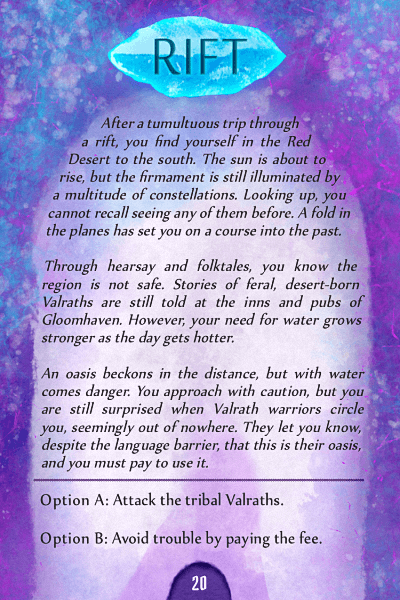 RIFT
After a tumultuous trip through
a rift, you find yourself in the Red
Desert to the south. The sun is about to
rise, but the firmament is still illuminated by
a multitude of constellations. Looking up, you
cannot recall seeing any of them before. A fold in
the planes has set you on a course into the past.
Through hearsay and folktales, you know the
region is not safe. Stories of feral, desert-born
Valraths are still told at the inns and pubs of
Gloomhaven. However, your need for water grows
stronger as the day gets hotter.
An oasis beckons in the distance, but with water
comes danger. You approach with caution, but you
are still surprised when Valrath warriors circle
you, seemingly out of nowhere. They let you know,
despite the language barrier, that this is their oasis,
and you must pay to use it.
Option A: Attack the tribal Valraths.
Option B: Avoid trouble by paying the fee.
20